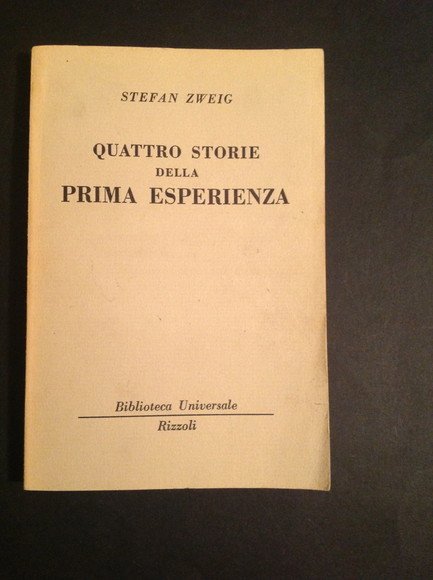 STEFAN ZWEIG
QUATTRO STORIE
DELLA
PRIMA ESPERIENZA
Biblioteca Universale
Rizzoli